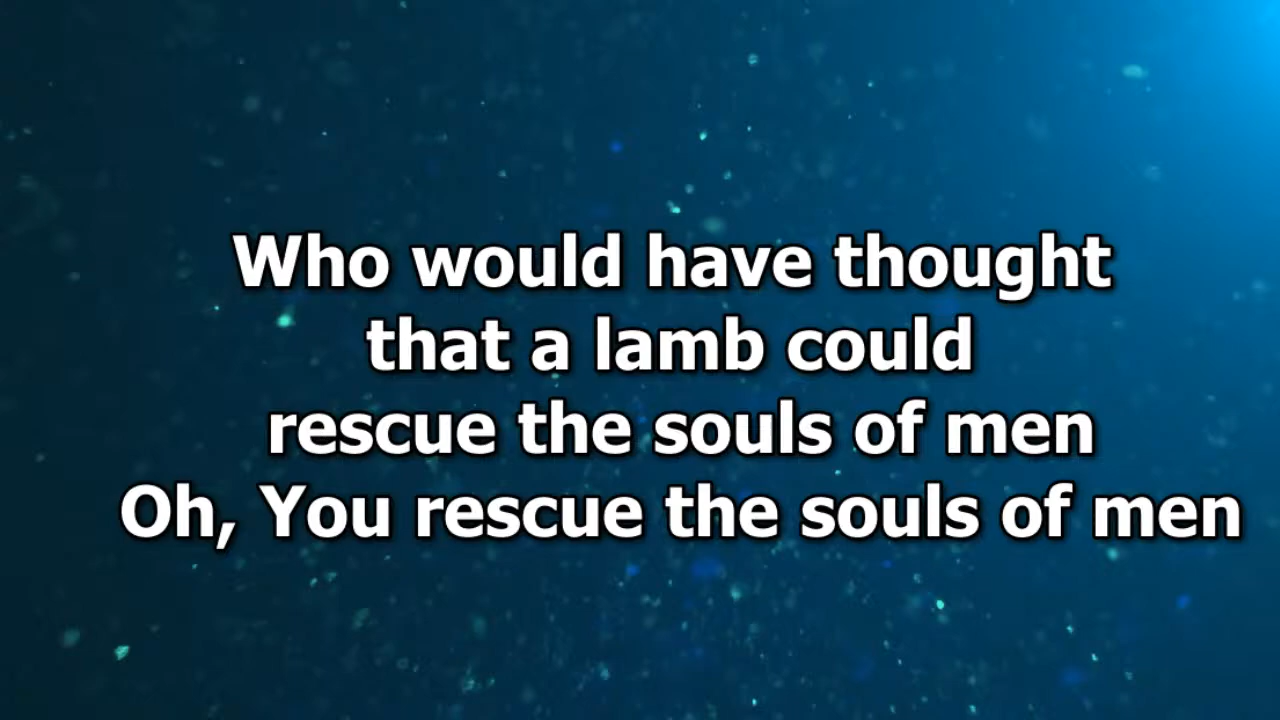 Who would have thought
that a lamb could
rescue the souls of men
Oh, You rescue the souls of men